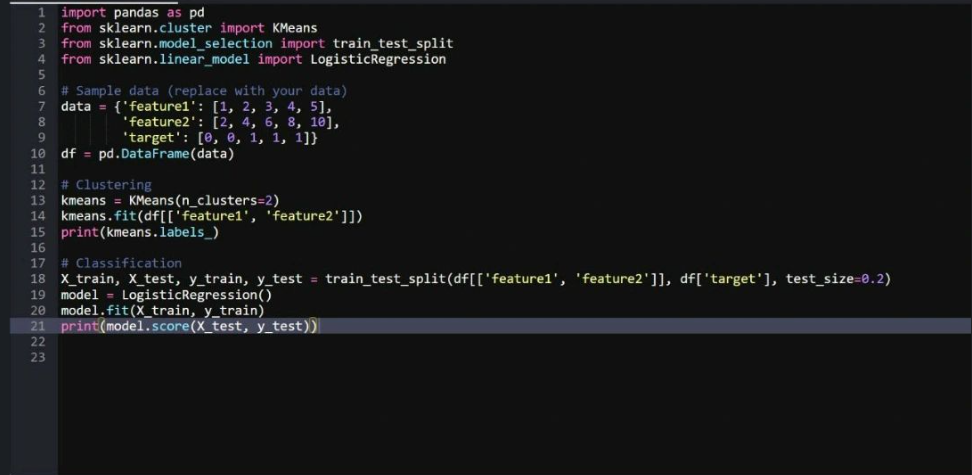 1 import pandas as pd
2 from sklearn.cluster import KMeans
3 from sklearn.model_selection import train_test_split
4 from sklearn.linear_model import LogisticRegression
5
6 # Sample data (replace with your data)
7 data = {'feature1': [1, 2, 3, 4, 5],
8         'feature2': [2, 4, 6, 8, 10],
9         'target': [0, 0, 1, 1, 1]}
10 df = pd.DataFrame(data)
11
12 # Clustering
13 kmeans = KMeans(n_clusters=2)
14 kmeans.fit(df[['feature1', 'feature2']])
15 print(kmeans.labels_)
16
17 # Classification
18 X_train, X_test, y_train, y_test = train_test_split(df[['feature1', 'feature2']], df['target'], test_size=0.2)
19 model = LogisticRegression()
20 model.fit(X_train, y_train)
21 print(model.score(X_test, y_test))
22
23